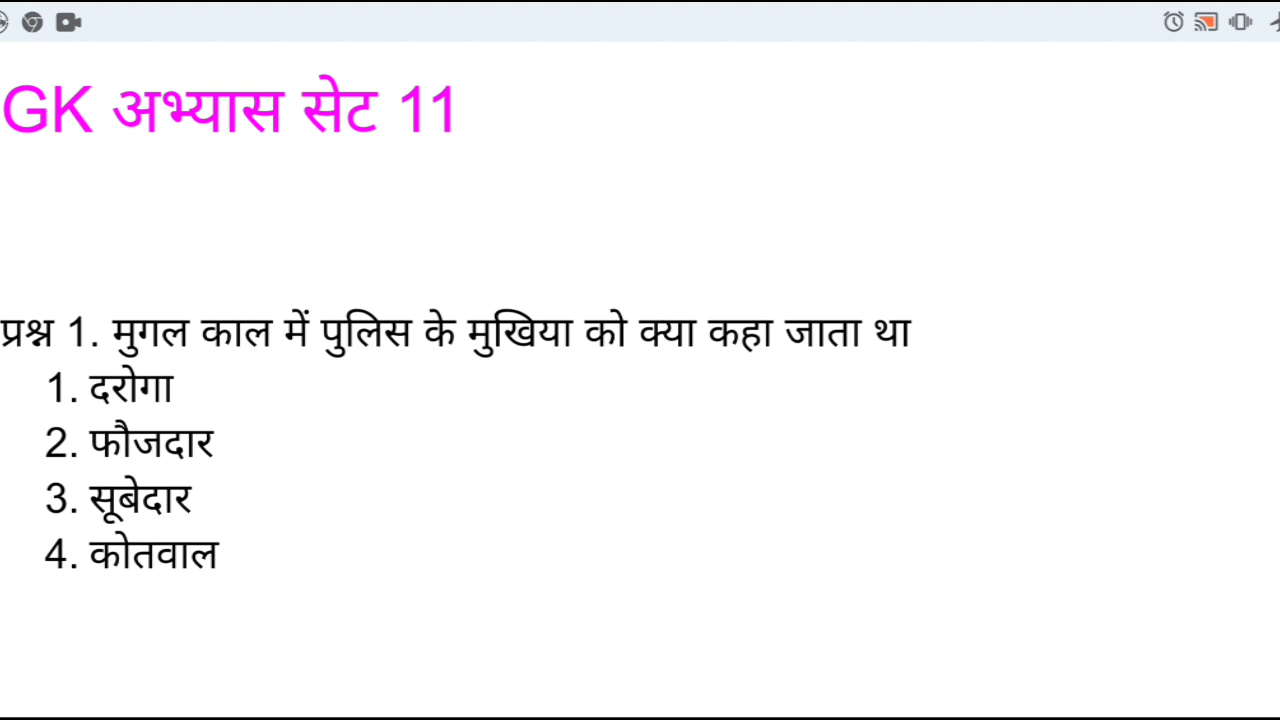 GK अभ्यास सेट 11
प्रश्न 1. मुगल काल में पुलिस के मुखिया को क्या कहा जाता था
1. दरोगा
2. फौजदार
3. सूबेदार
4. कोतवाल